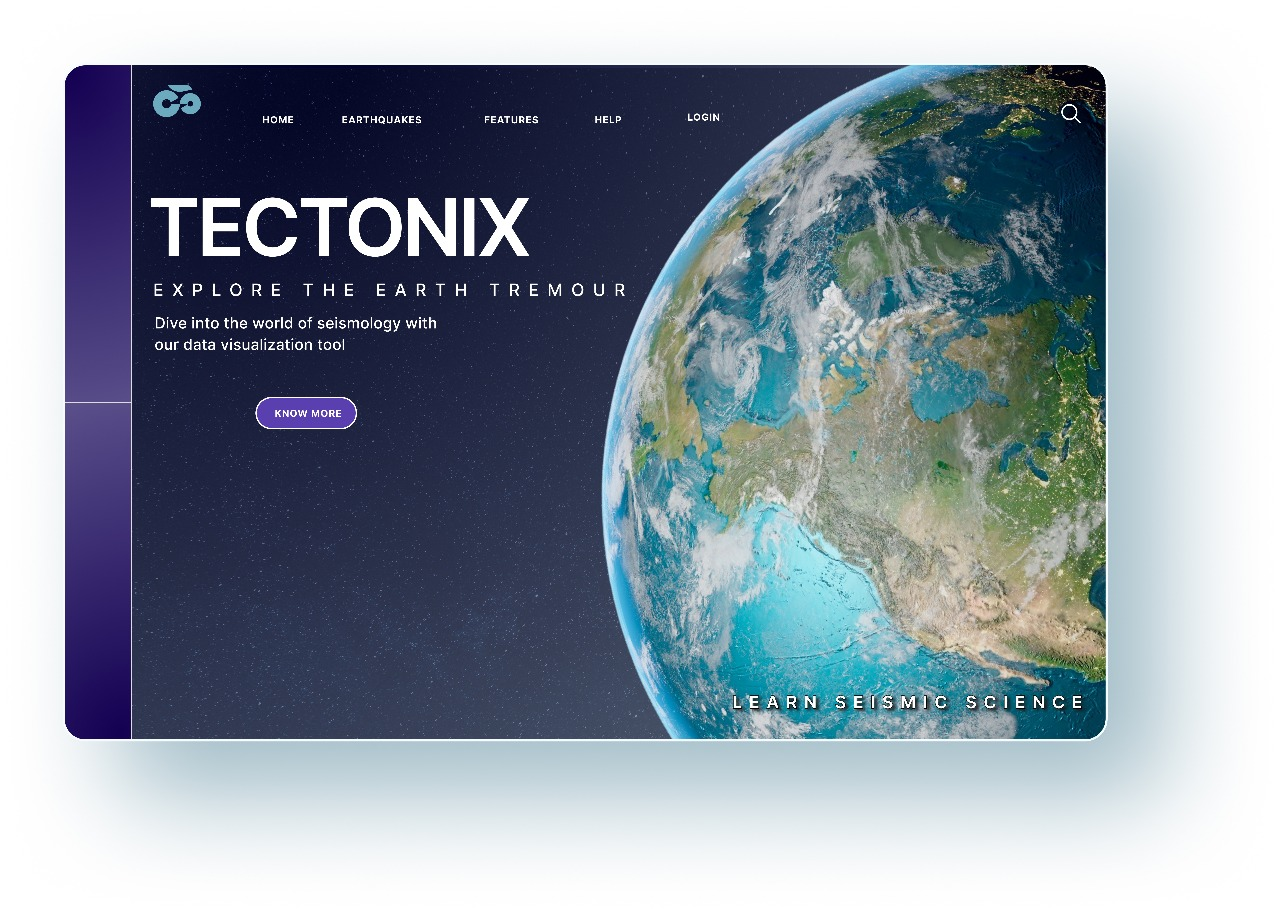 HOME EARTHQUAKES FEATURES HELP LOGIN
TECTONIX
EXPLORE THE EARTH TREMOUR
Dive into the world of seismology with
our data visualization tool
KNOW MORE
LEARN SEISMIC SCIENCE